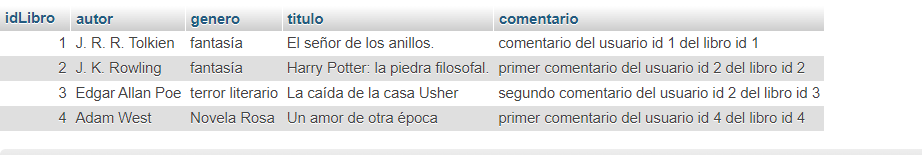 idLibro autor genero titulo comentario
1 J. R. R. Tolkien fantasía El señor de los anillos. comentario del usuario id 1 del libro id 1
2 J. K. Rowling fantasía Harry Potter: la piedra filosofal. primer comentario del usuario id 2 del libro id 2
3 Edgar Allan Poe terror literario La caída de la casa Usher segundo comentario del usuario id 2 del libro id 3
4 Adam West Novela Rosa Un amor de otra época primer comentario del usuario id 4 del libro id 4